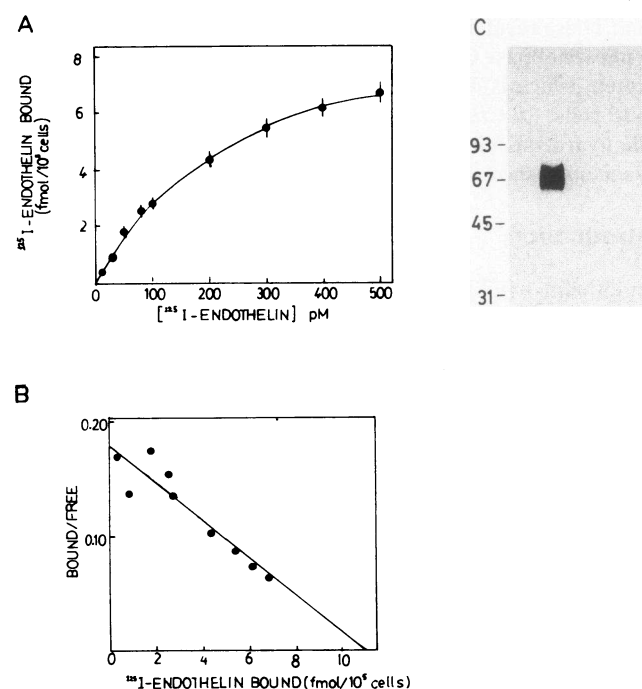 A
8
6
4
2
¹²⁵I-ENDOTHELIN BOUND
(fmol/10⁵ cells)
100 200 300 400 500
[¹²⁵I-ENDOTHELIN] pM
C
93
67
45
31
B
0.20
0.10
BOUND/FREE
0 2 4 6 8 10
¹²⁵I-ENDOTHELIN BOUND (fmol/10⁵ cells)